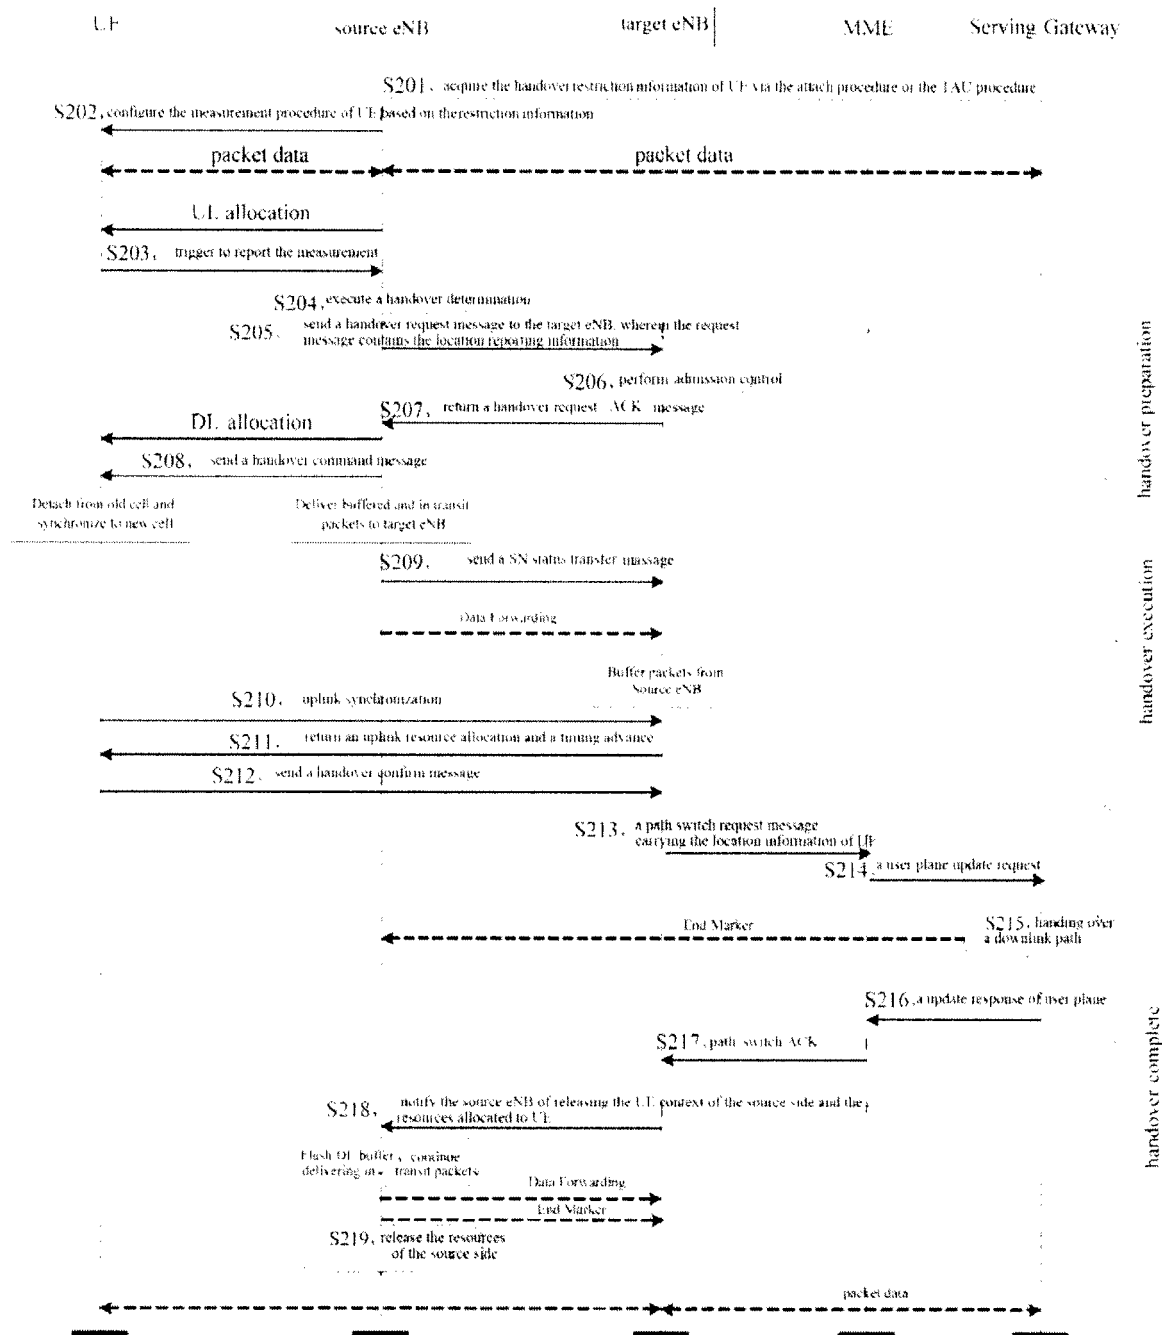 UE
source eNB
target eNB
MME
Serving Gateway
S201, acquire the handover restriction information of UE via the attach procedure or the TAU procedure
S202, configure the measurement procedure of UE based on the restriction information
packet data
packet data
UL allocation
S203, trigger to report the measurement
S204, execute a handover determination
S205, send a handover request message to the target eNB, wherein the request
message contains the location reporting information
S206, perform admission control
S207, return a handover request ACK message
DL allocation
S208, send a handover command message
handover preparation
Detach from old cell and
synchronize to new cell
Deliver buffered and in transit
packets to target eNB
S209, send a SN status transfer massage
Data Forwarding
Buffer packets from
Source eNB
S210, uplink synchronization
S211, return an uplink resource allocation and a timing advance
S212, send a handover confirm message
handover execution
S213, a path switch request message
carrying the location information of UE
S214, a user plane update request
End Marker
S215, handing over
a downlink path
S216, a update response of user plane
S217, path switch ACK
S218, notify the source eNB of releasing the UE context of the source side and the
resources allocated to UE
Flush DL buffer, continue
delivering in - transit packets
Data Forwarding
End Marker
S219, release the resources
of the source side
handover complete
packet data